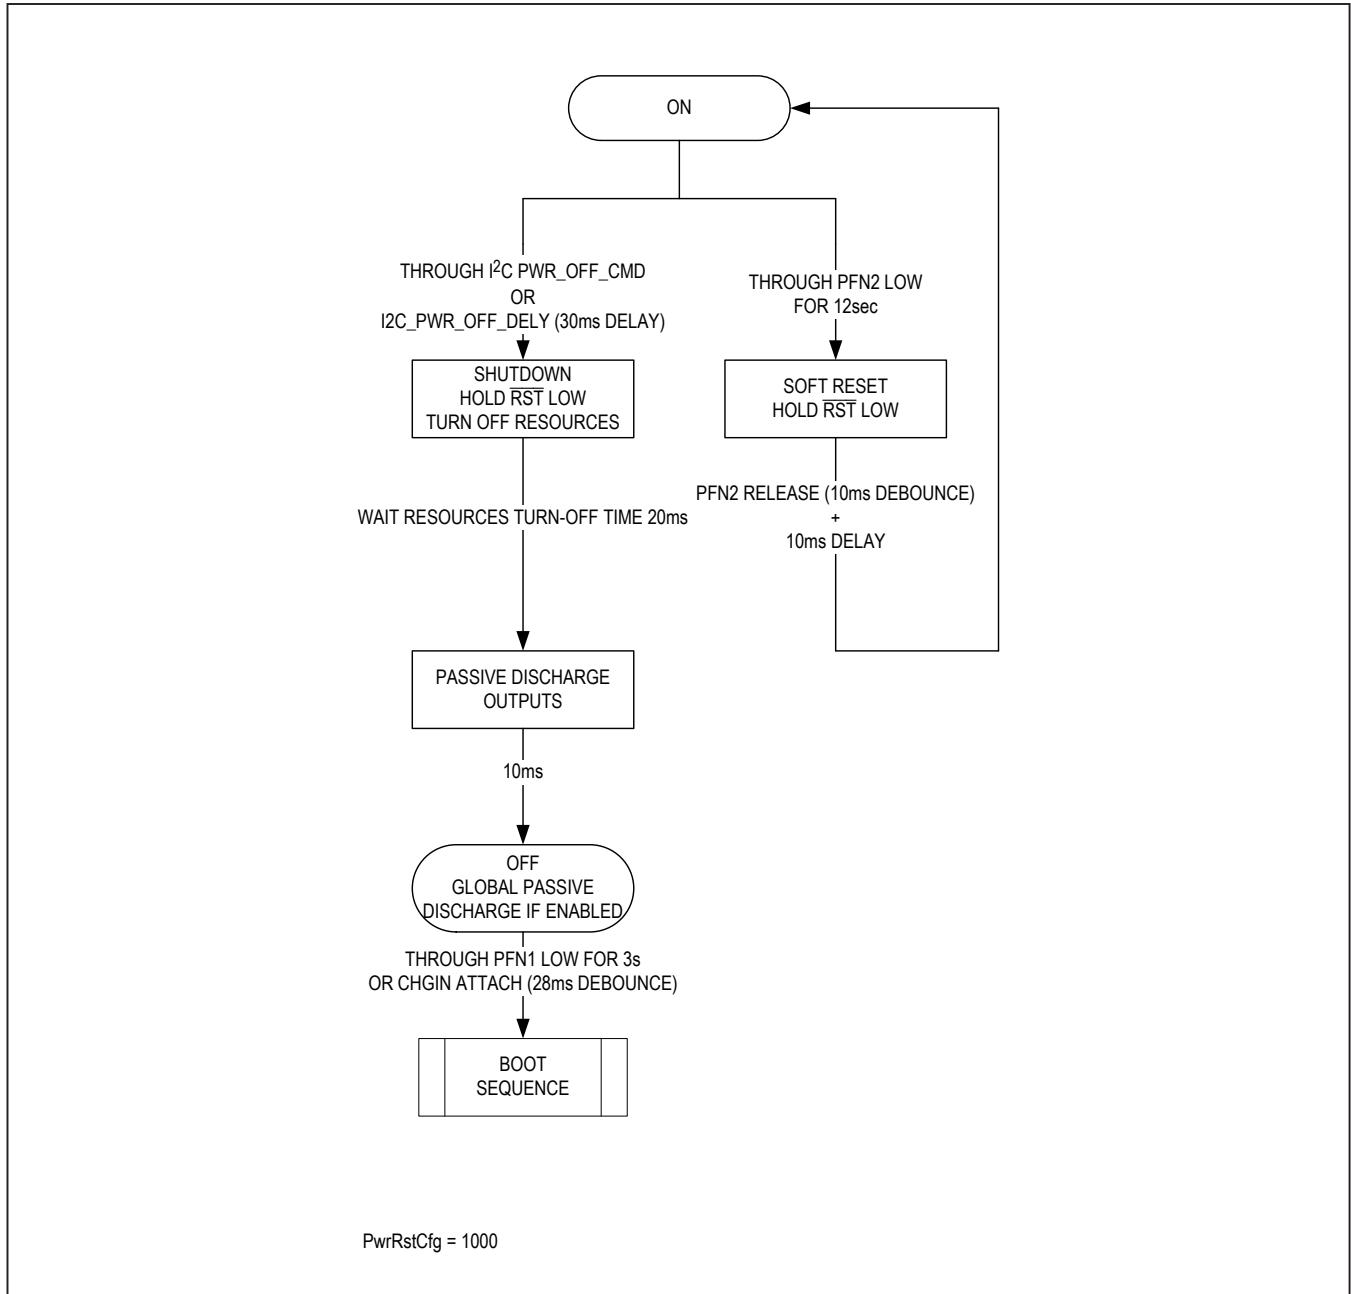 ON
THROUGH I²C PWR_OFF_CMD
OR
I2C_PWR_OFF_DELY (30ms DELAY)
THROUGH PFN2 LOW
FOR 12sec
SHUTDOWN
HOLD R̅S̅T̅ LOW
TURN OFF RESOURCES
SOFT RESET
HOLD R̅S̅T̅ LOW
WAIT RESOURCES TURN-OFF TIME 20ms
PFN2 RELEASE (10ms DEBOUNCE)
+
10ms DELAY
PASSIVE DISCHARGE
OUTPUTS
10ms
OFF
GLOBAL PASSIVE
DISCHARGE IF ENABLED
THROUGH PFN1 LOW FOR 3s
OR CHGIN ATTACH (28ms DEBOUNCE)
BOOT
SEQUENCE
PwrRstCfg = 1000